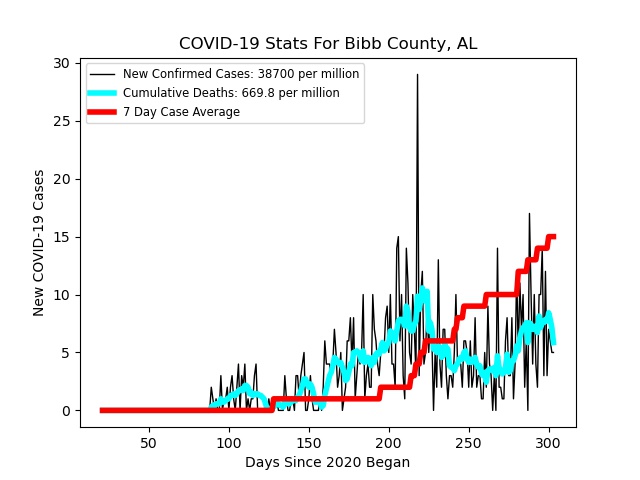 COVID-19 Stats For Bibb County, AL
New Confirmed Cases: 38700 per million
Cumulative Deaths: 669.8 per million
7 Day Case Average
New COVID-19 Cases
30
25
20
15
10
5
0
50 100 150 200 250 300
Days Since 2020 Began